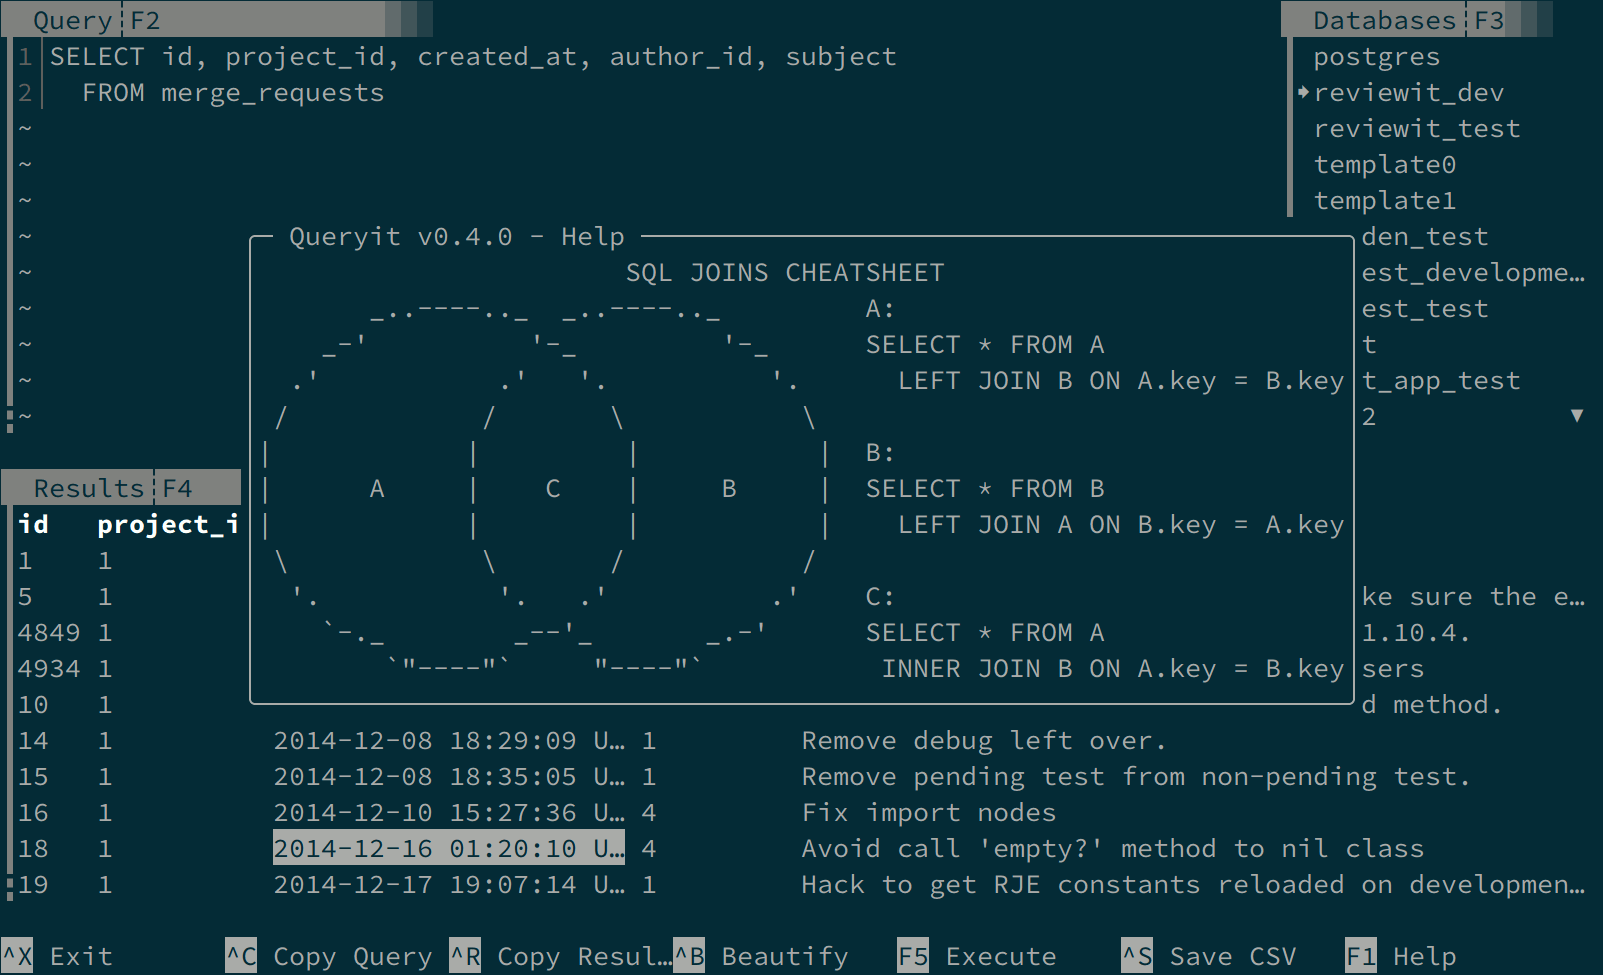 Query F2
Databases F3
1 SELECT id, project_id, created_at, author_id, subject
2 FROM merge_requests
~
~
~
~
~
~
~
~
~
postgres
reviewit_dev
reviewit_test
template0
template1
den_test
est_developme…
est_test
t
t_app_test
2 ▼
Queryit v0.4.0 - Help
SQL JOINS CHEATSHEET
A
C
B
A:
SELECT * FROM A
LEFT JOIN B ON A.key = B.key
B:
SELECT * FROM B
LEFT JOIN A ON B.key = A.key
C:
SELECT * FROM A
INNER JOIN B ON A.key = B.key
Results F4
id project_i
1 1
5 1 ke sure the e…
4849 1 1.10.4.
4934 1 sers
10 1 d method.
14 1 2014-12-08 18:29:09 U… 1 Remove debug left over.
15 1 2014-12-08 18:35:05 U… 1 Remove pending test from non-pending test.
16 1 2014-12-10 15:27:36 U… 4 Fix import nodes
18 1 2014-12-16 01:20:10 U… 4 Avoid call 'empty?' method to nil class
19 1 2014-12-17 19:07:14 U… 1 Hack to get RJE constants reloaded on developmen…
^X Exit ^C Copy Query ^R Copy Resul… ^B Beautify F5 Execute ^S Save CSV F1 Help